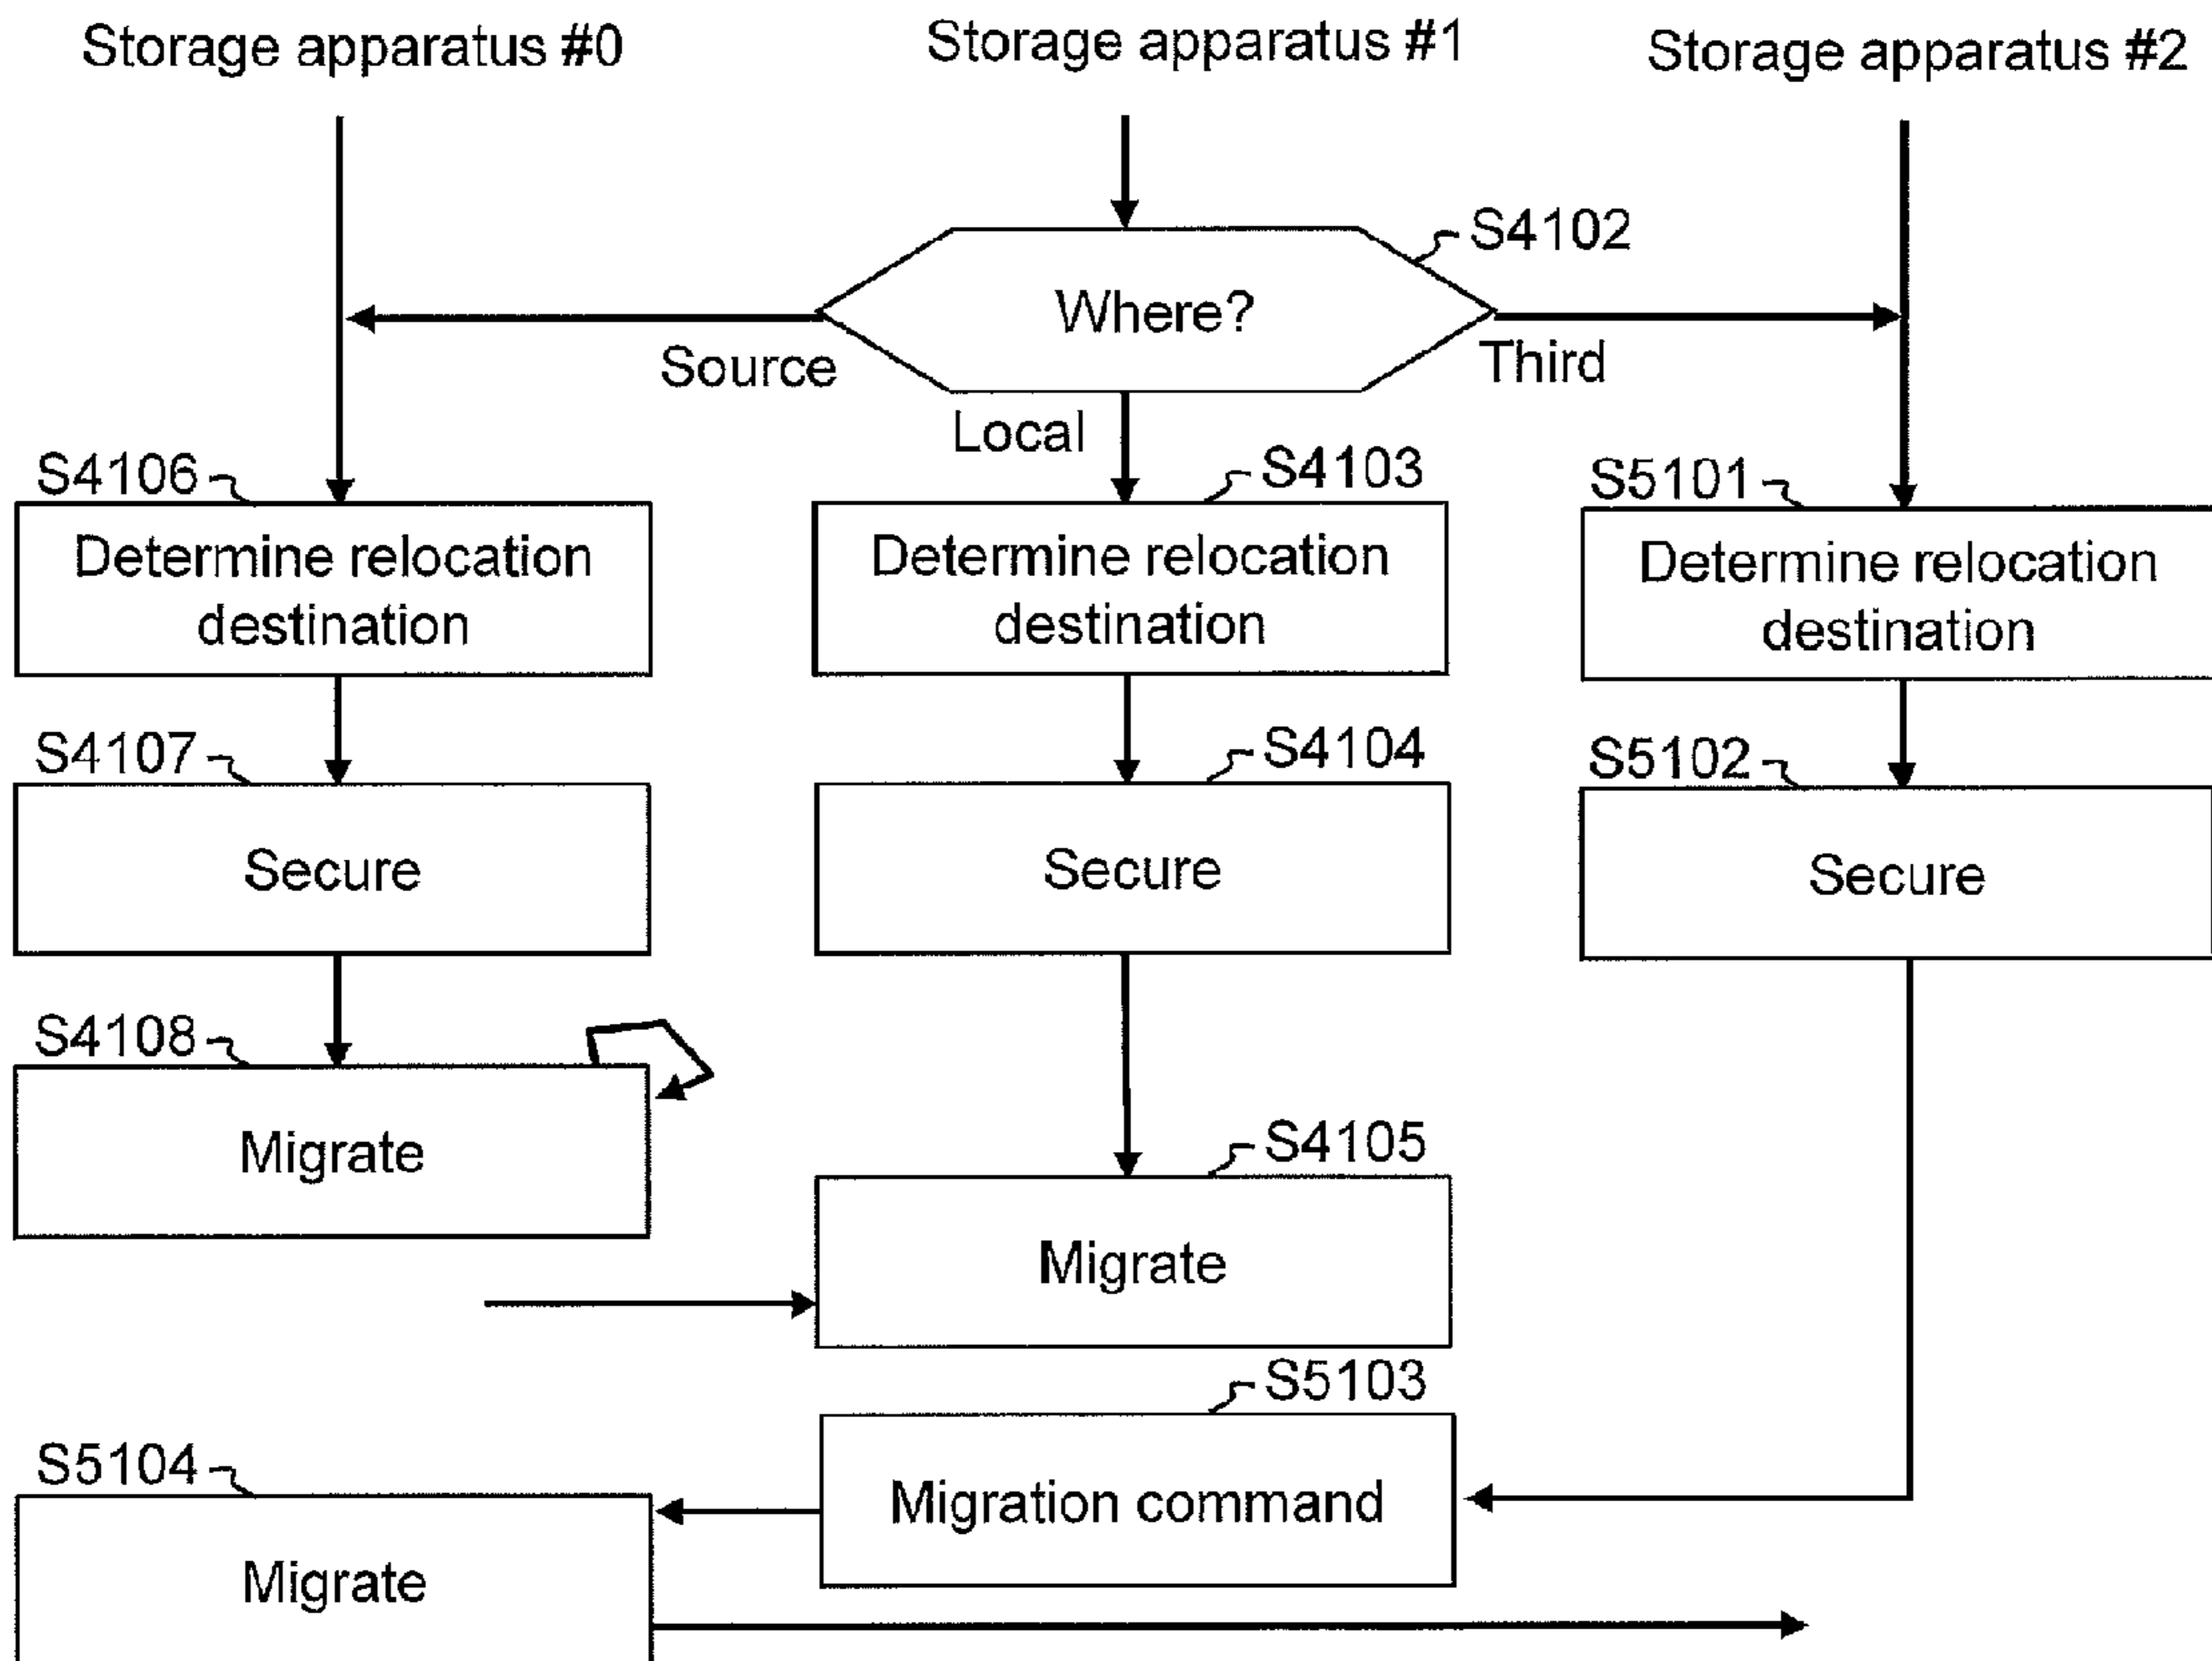 Storage apparatus #0
Storage apparatus #1
Storage apparatus #2
S4102
Where?
Source
Third
Local
S4106
S4103
S5101
Determine relocation
destination
Determine relocation
destination
Determine relocation
destination
S4107
S4104
S5102
Secure
Secure
Secure
S4108
Migrate
S4105
Migrate
S5103
Migration command
S5104
Migrate